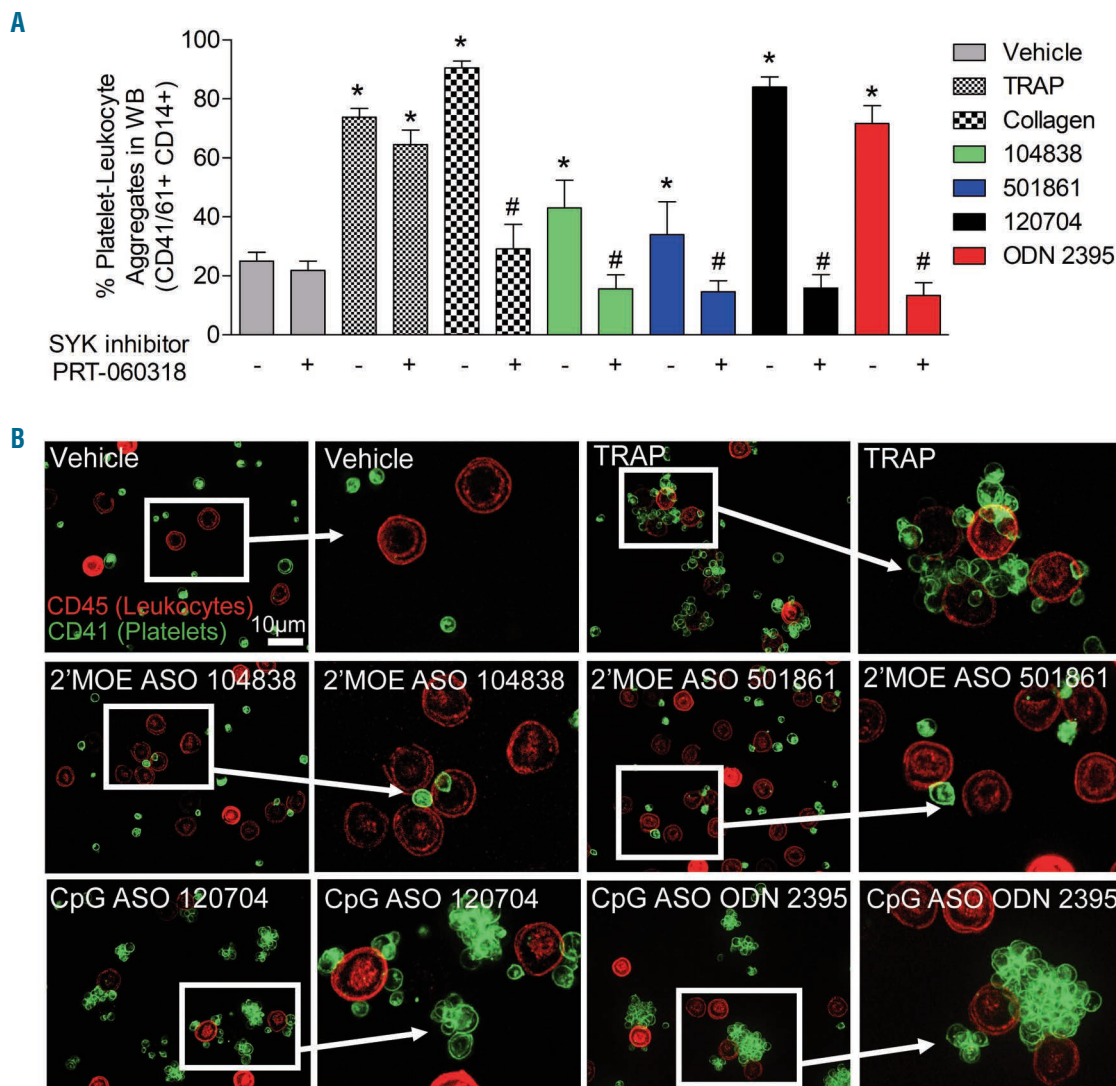 A
% Platelet-Leukocyte
Aggregates in WB
(CD41/61+ CD14+)
100
80
60
40
20
0
* * * * # * # * # * # * #
SYK inhibitor
PRT-060318
- + - + - + - + - + - + - +
Vehicle
TRAP
Collagen
104838
501861
120704
ODN 2395
B
Vehicle
Vehicle
TRAP
TRAP
CD45 (Leukocytes)
CD41 (Platelets)
10µm
2'MOE ASO 104838
2'MOE ASO 104838
2'MOE ASO 501861
2'MOE ASO 501861
CpG ASO 120704
CpG ASO 120704
CpG ASO ODN 2395
CpG ASO ODN 2395